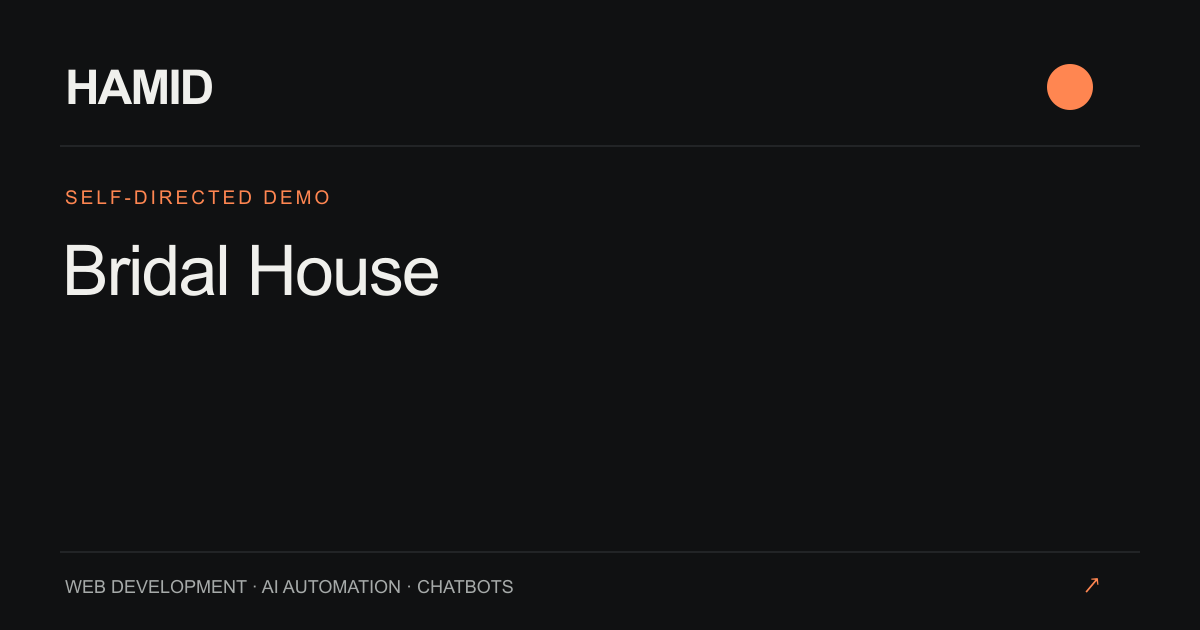 HAMID
SELF-DIRECTED DEMO
Bridal House
WEB DEVELOPMENT · AI AUTOMATION · CHATBOTS
↗